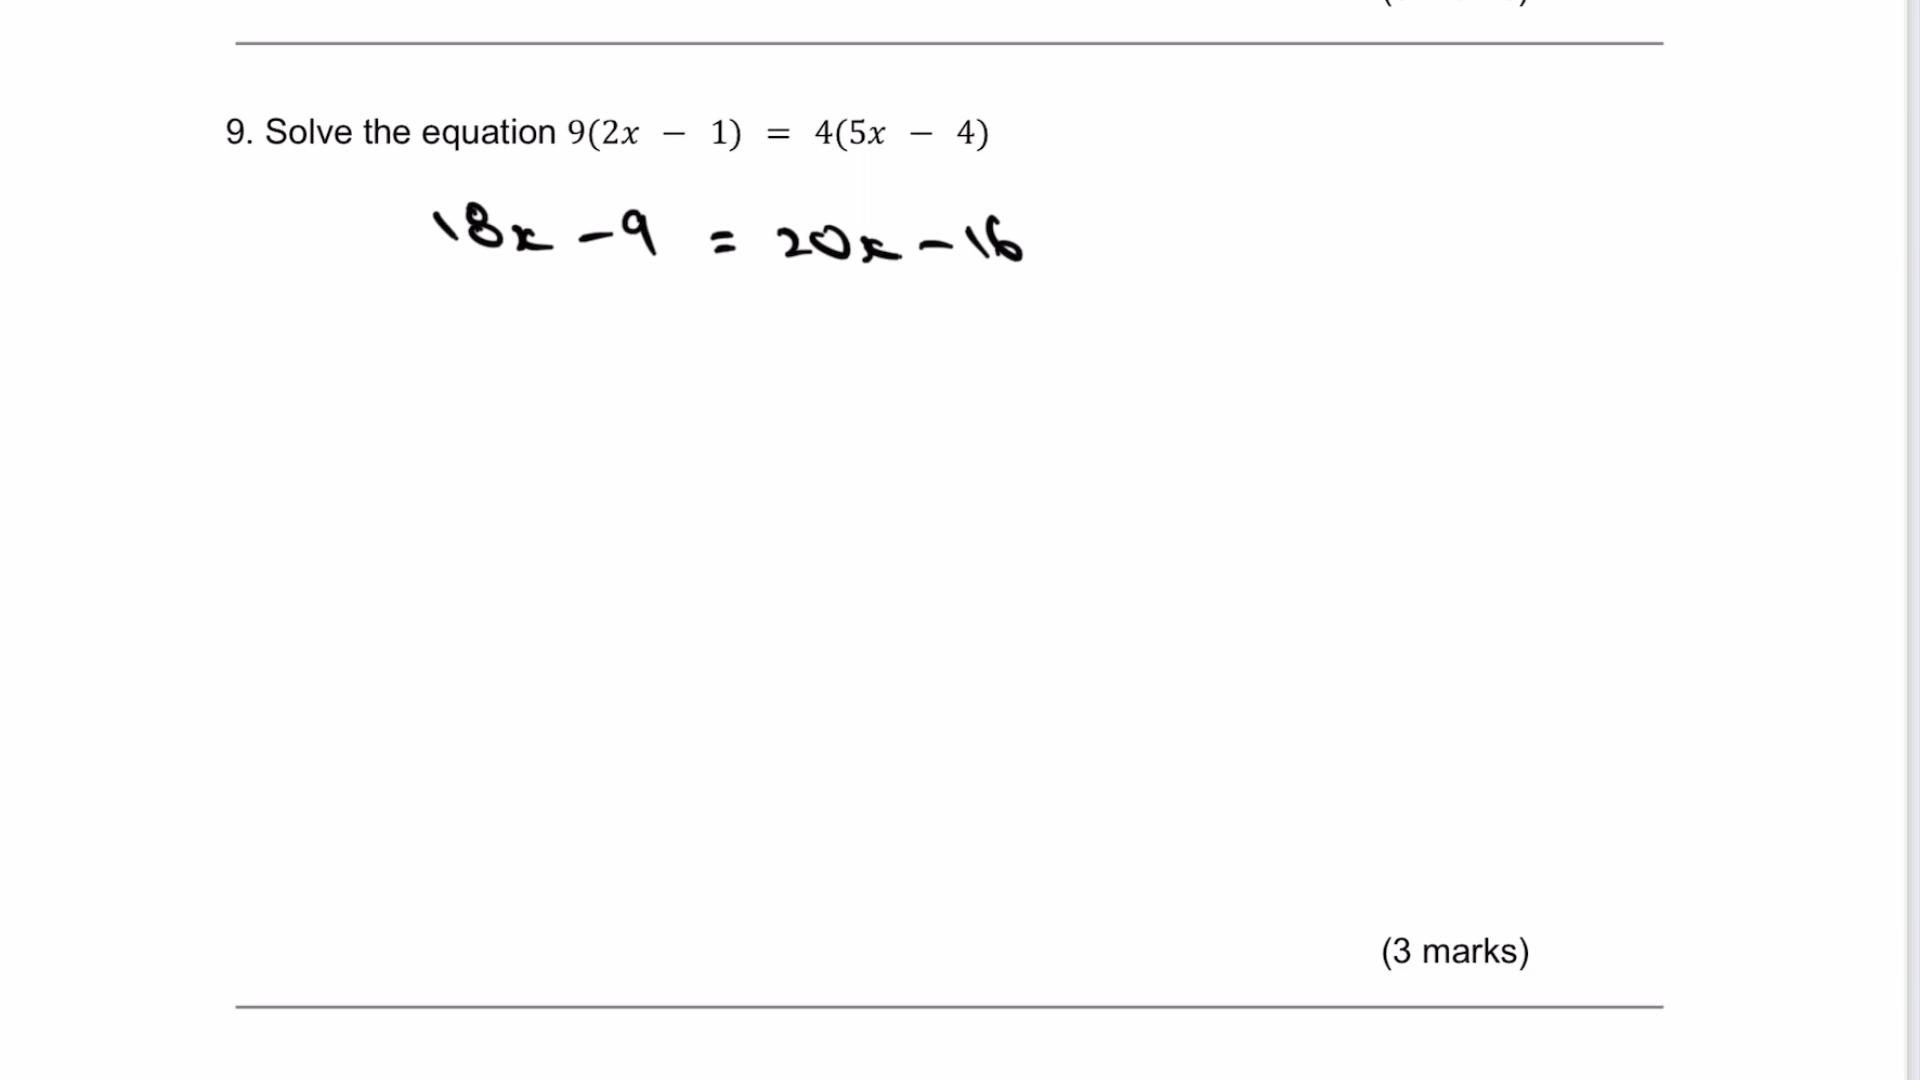 9. Solve the equation 9(2x − 1) = 4(5x − 4)
18x − 9 = 20x − 16
(3 marks)